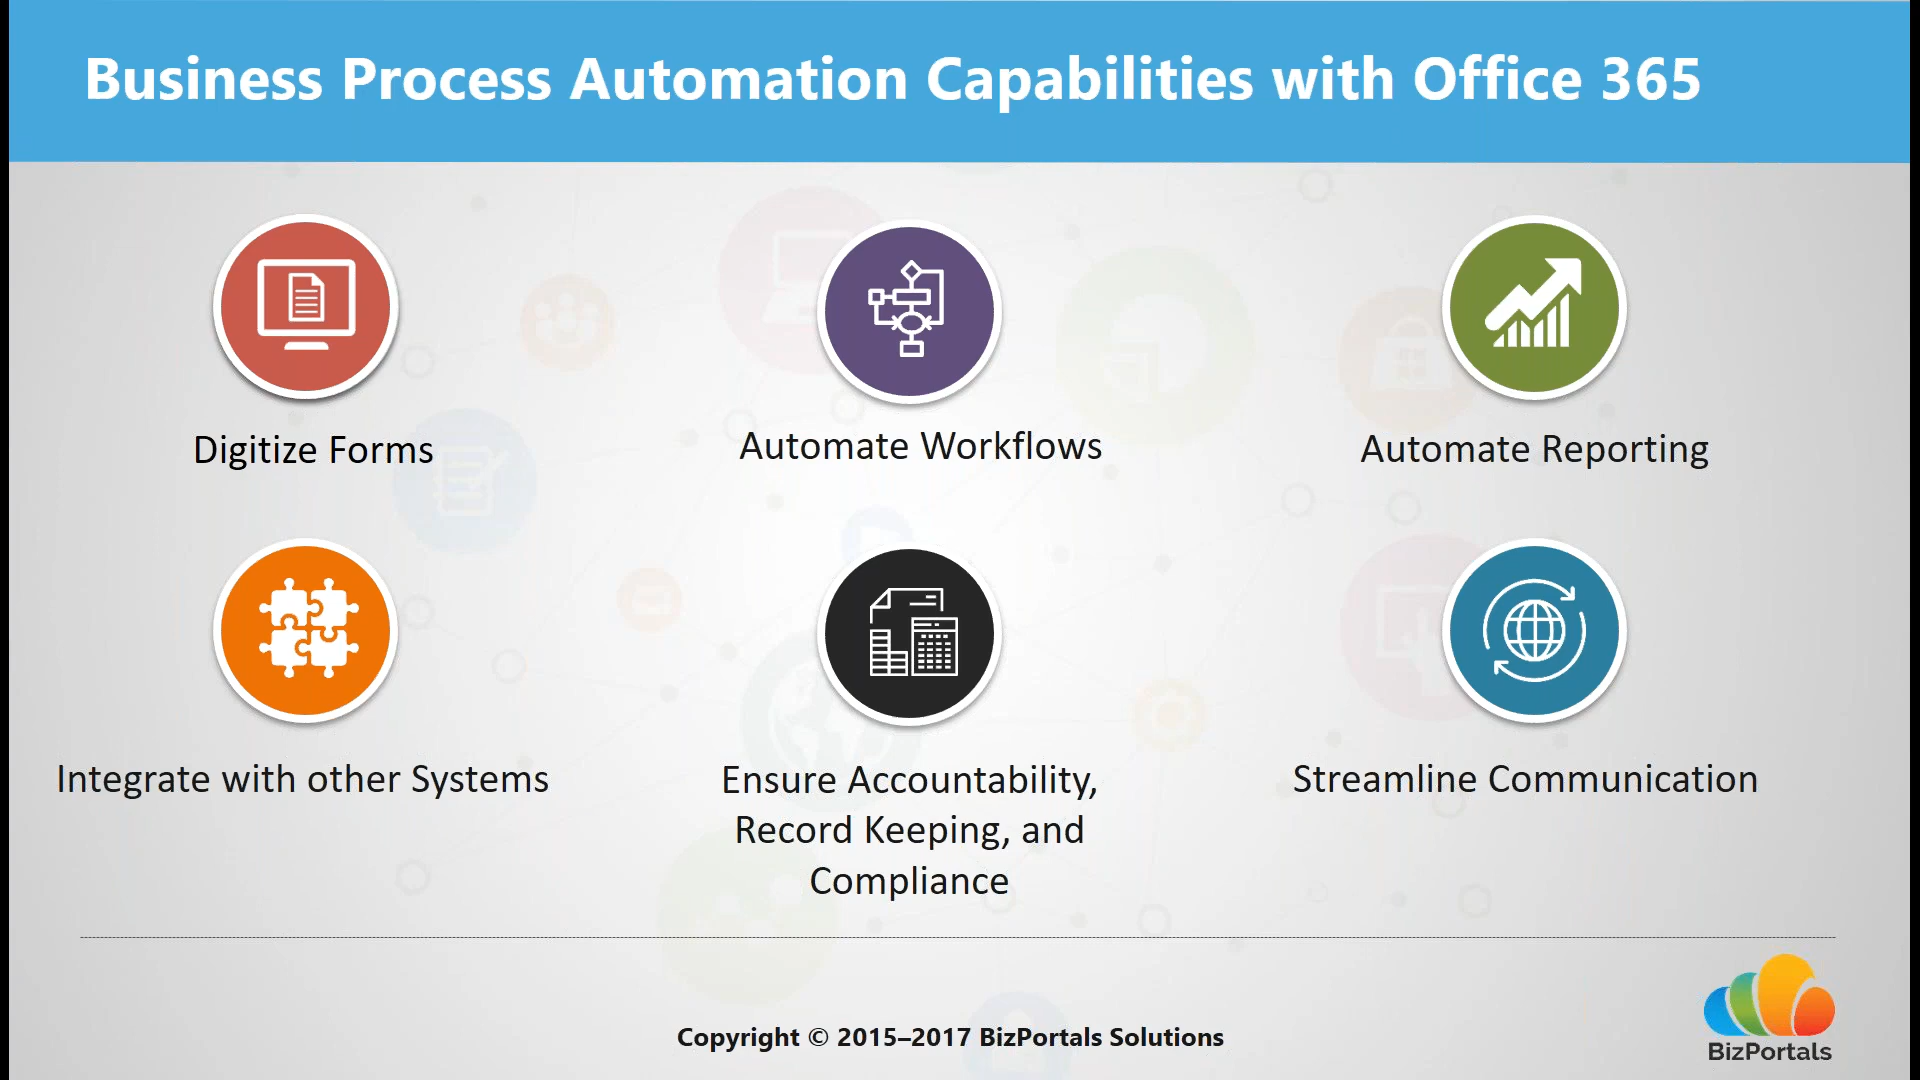 Business Process Automation Capabilities with Office 365
Digitize Forms
Automate Workflows
Automate Reporting
Integrate with other Systems
Ensure Accountability,
Record Keeping, and
Compliance
Streamline Communication
Copyright © 2015–2017 BizPortals Solutions
BizPortals